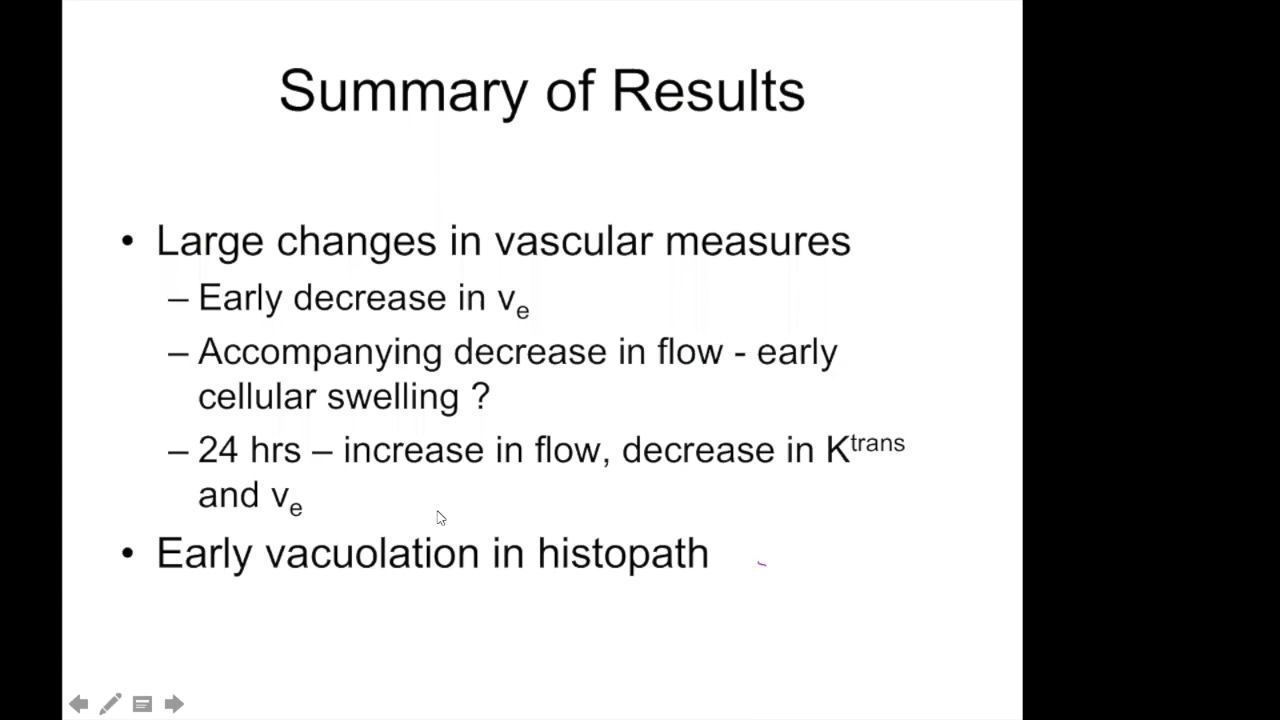 Summary of Results
• Large changes in vascular measures
– Early decrease in vₑ
– Accompanying decrease in flow - early
cellular swelling ?
– 24 hrs – increase in flow, decrease in Kᵗʳᵃⁿˢ
and vₑ
• Early vacuolation in histopath